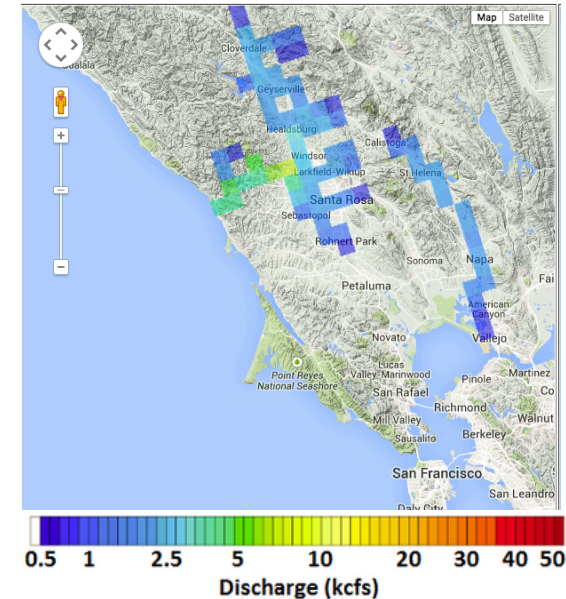 Map Satellite
Cloverdale
ualala
Geyserville
Healdsburg
Calistoga
Windsor
Larkfield-Wikiup
St Helena
Santa Rosa
Sebastopol
Rohnert Park
Sonoma
Napa
Fai
Petaluma
American
Canyon
Novato
Vallejo
Lucas
Valley-Marinwood
Point Reyes
National Seashore
Pinole
Martinez
Co
San Rafael
Richmond
Walnut
Mill Valley
Sausalito
Berkeley
San Francisco
San Leandro
Daly City
0.5 1 2.5 5 10 20 30 40 50
Discharge (kcfs)